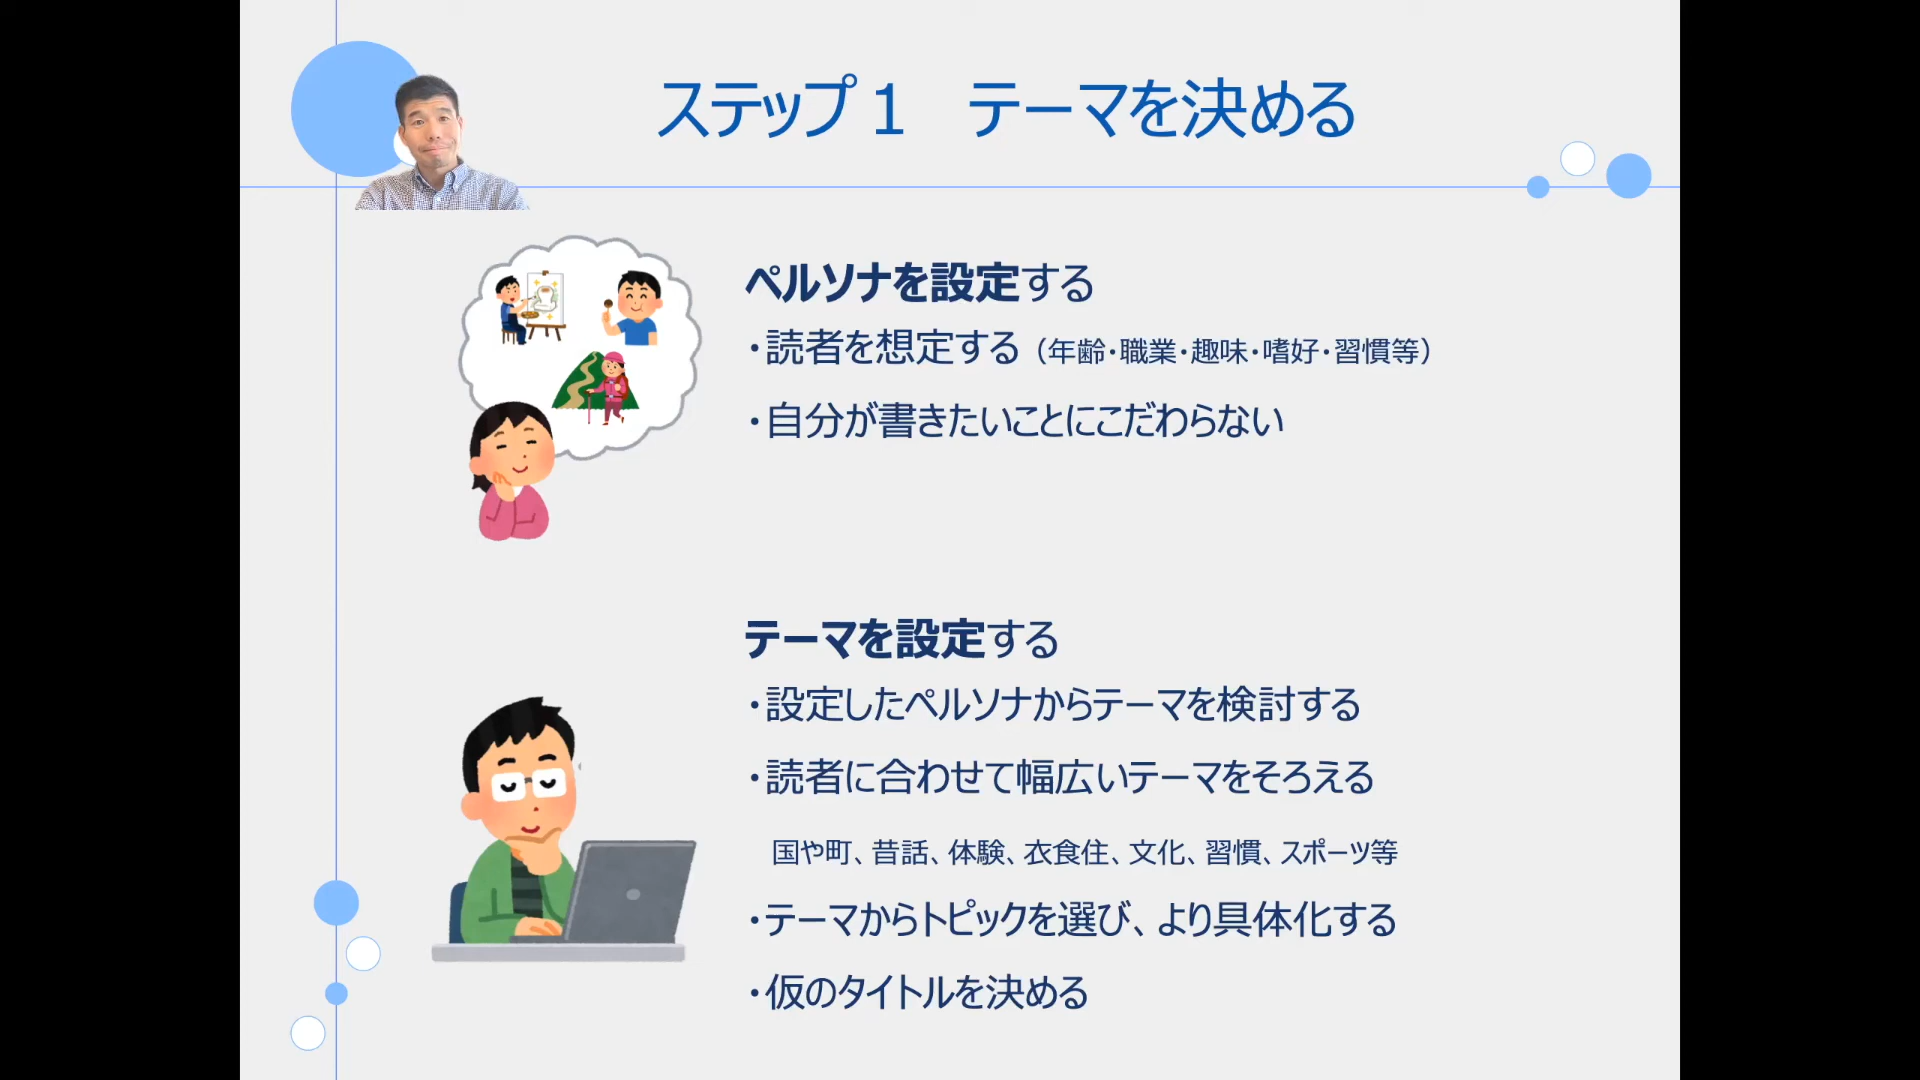 ステップ１　テーマを決める
ペルソナを設定する
・読者を想定する（年齢・職業・趣味・嗜好・習慣等）
・自分が書きたいことにこだわらない
テーマを設定する
・設定したペルソナからテーマを検討する
・読者に合わせて幅広いテーマをそろえる
国や町、昔話、体験、衣食住、文化、習慣、スポーツ等
・テーマからトピックを選び、より具体化する
・仮のタイトルを決める